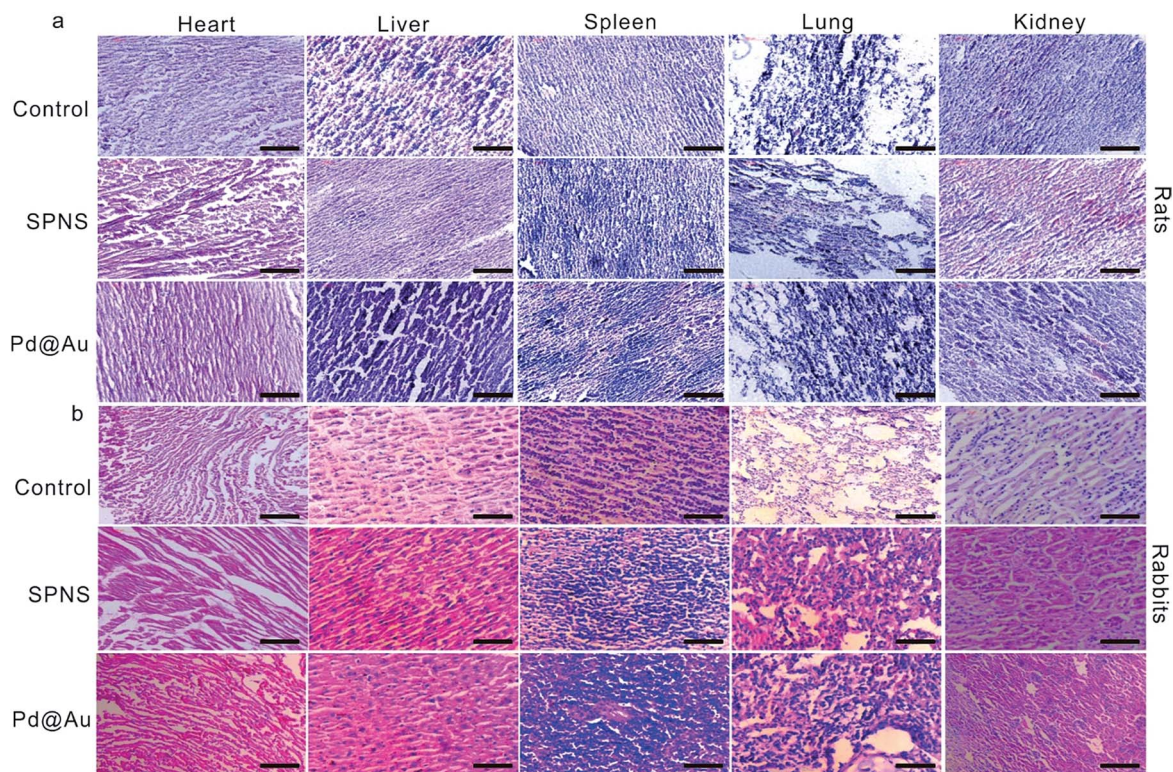 a
Heart Liver Spleen Lung Kidney
Control
SPNS
Pd@Au
Rats
b
Control
SPNS
Pd@Au
Rabbits